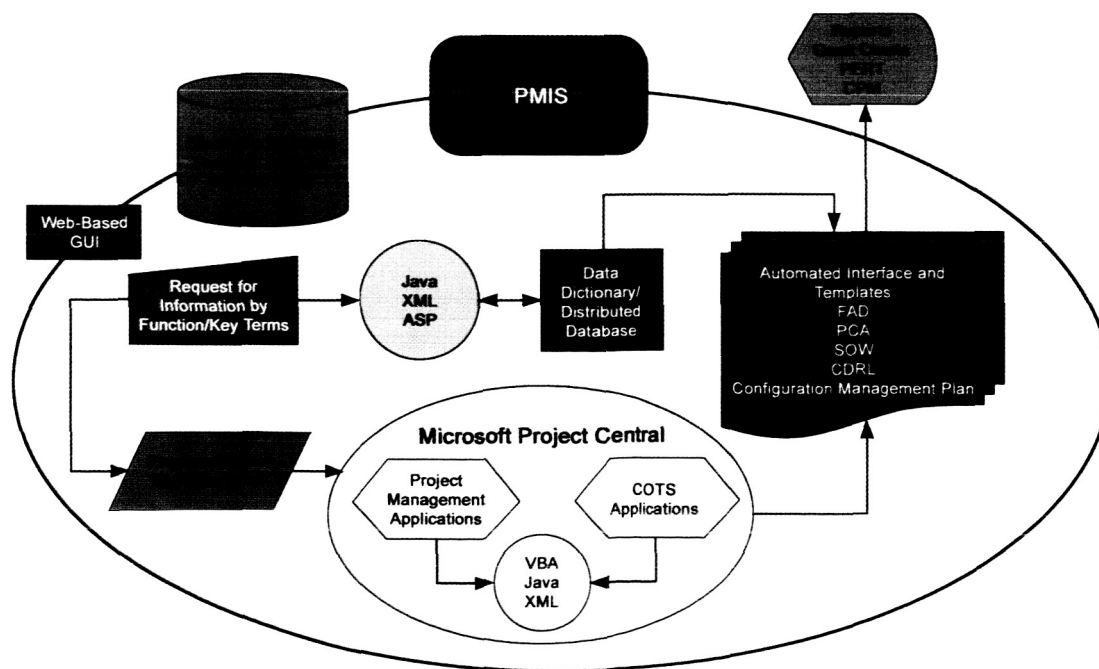 PMIS
Web-Based
GUI
Request for
Information by
Function/Key Terms
Java
XML
ASP
Data
Dictionary/
Distributed
Database
Automated Interface and
Templates
FAD
PCA
SOW
CDRL
Configuration Management Plan
Microsoft Project Central
Project
Management
Applications
COTS
Applications
VBA
Java
XML